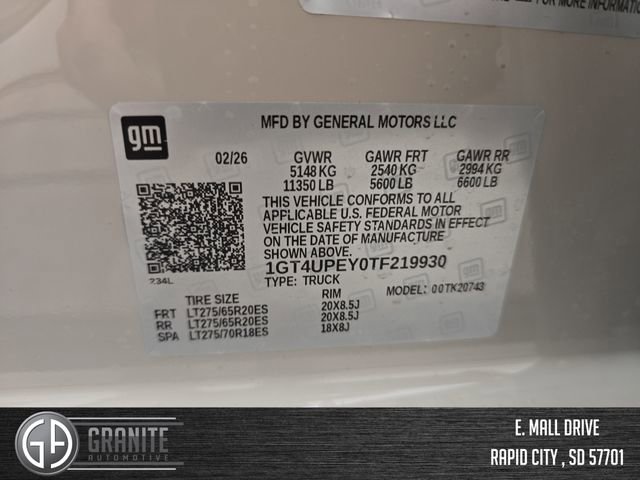 FOR MORE INFORMATION
gm
MFD BY GENERAL MOTORS LLC
02/26 GVWR GAWR FRT GAWR RR
5148 KG 2540 KG 2994 KG
11350 LB 5600 LB 6600 LB
THIS VEHICLE CONFORMS TO ALL
APPLICABLE U.S. FEDERAL MOTOR
VEHICLE SAFETY STANDARDS IN
EFFECT ON THE DATE OF MANUFACTURE
SHOWN ABOVE.
1GT4UPEY0TF219930
TYPE: TRUCK MODEL: 00TK20743
234L
TIRE SIZE RIM
FRT LT275/65R20ES 20X8.5J
RR LT275/65R20ES 20X8.5J
SPA LT275/70R18ES 18X8J
GA GRANITE
AUTOMOTIVE
E. MALL DRIVE
RAPID CITY , SD 57701